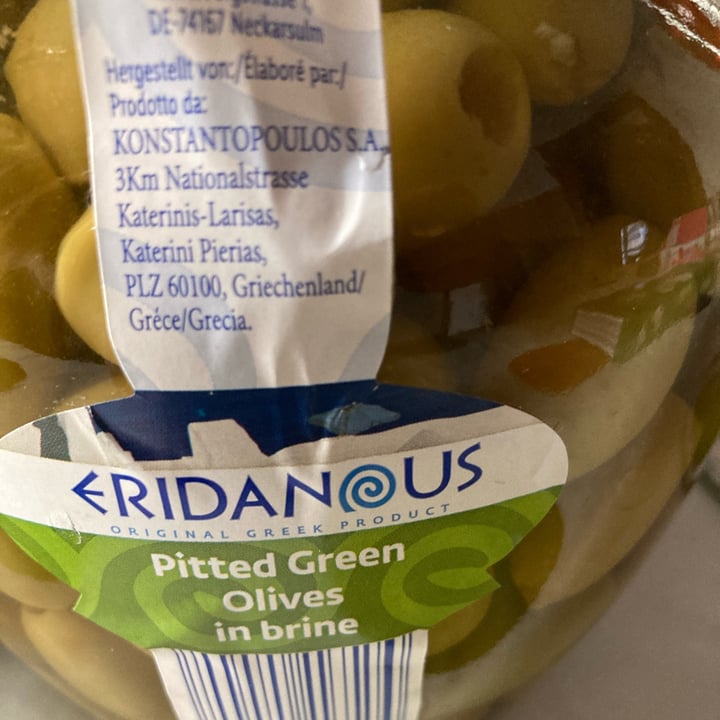 DE-74167 Neckarsulm
Hergestellt von:/Élaboré par:/
Prodotto da:
KONSTANTOPOULOS S.A.,
3Km Nationalstrasse
Katerinis-Larisas,
Katerini Pierias,
PLZ 60100, Griechenland/
Gréce/Grecia.
ERIDANOUS
ORIGINAL GREEK PRODUCT
Pitted Green
Olives
in brine